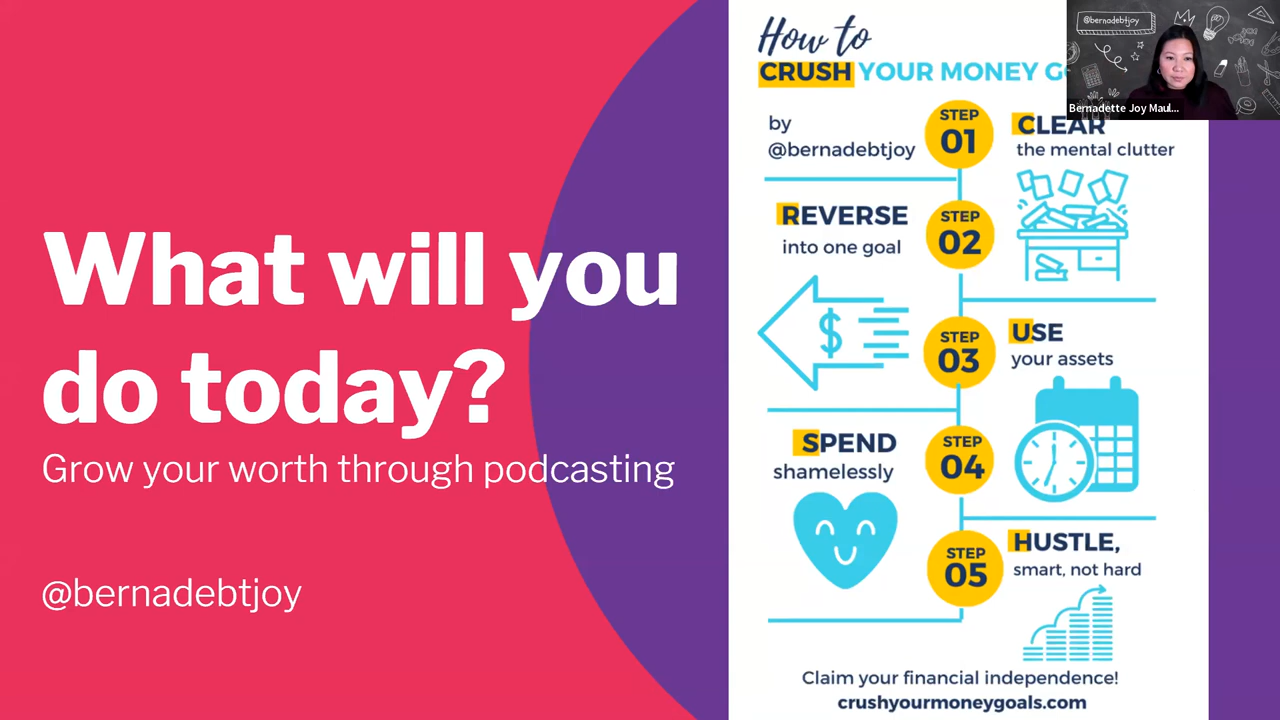 What will you
do today?
Grow your worth through podcasting
@bernadebtjoy
How to
CRUSH YOUR MONEY G
by
@bernadebtjoy
STEP
01
CLEAR
the mental clutter
REVERSE
into one goal
STEP
02
STEP
03
USE
your assets
$
SPEND
shamelessly
STEP
04
STEP
05
HUSTLE,
smart, not hard
Claim your financial independence!
crushyourmoneygoals.com
@bernadebtjoy
Bernadette Joy Maul...